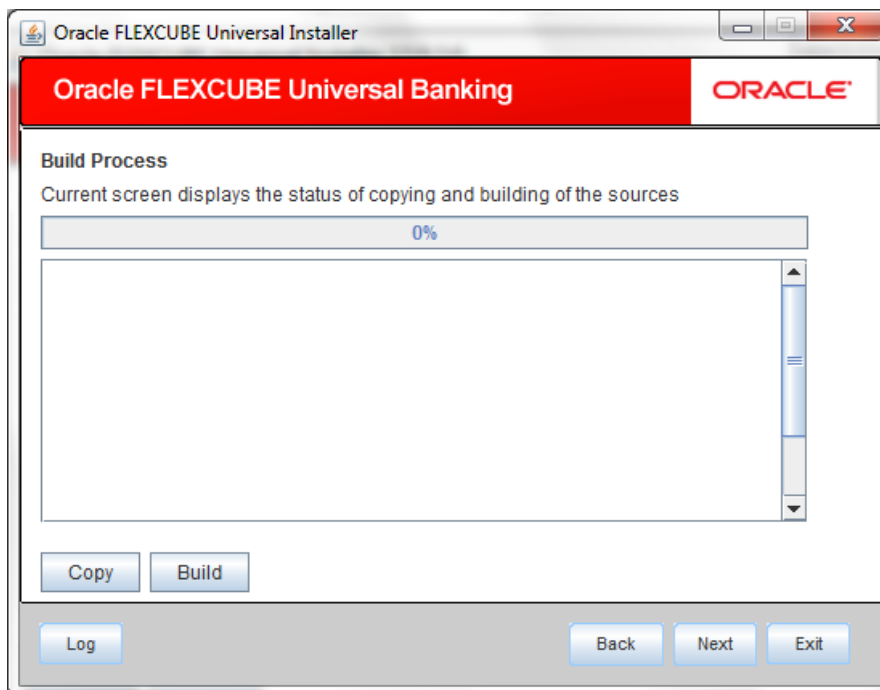 Oracle FLEXCUBE Universal Installer
Oracle FLEXCUBE Universal Banking
ORACLE
Build Process
Current screen displays the status of copying and building of the sources
0%
Copy Build
Log Back Next Exit